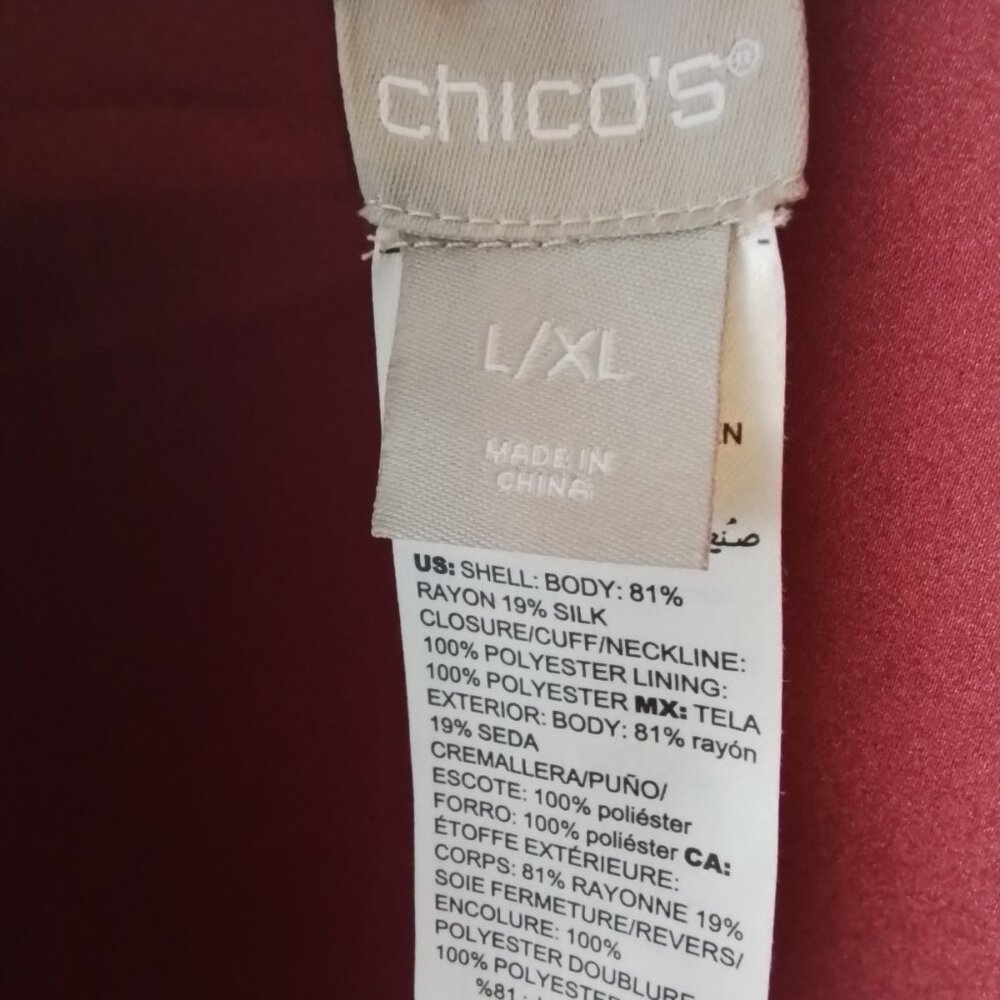 chico's®
L/XL
MADE IN
CHINA
N
صُنع
US: SHELL: BODY: 81%
RAYON 19% SILK
CLOSURE/CUFF/NECKLINE:
100% POLYESTER LINING:
100% POLYESTER MX: TELA
EXTERIOR: BODY: 81% rayón
19% SEDA
CREMALLERA/PUÑO/
ESCOTE: 100% poliéster
FORRO: 100% poliéster CA:
ÉTOFFE EXTÉRIEURE:
CORPS: 81% RAYONNE 19%
SOIE FERMETURE/REVERS/
ENCOLURE: 100%
POLYESTER DOUBLURE
100% POLYESTER
%81